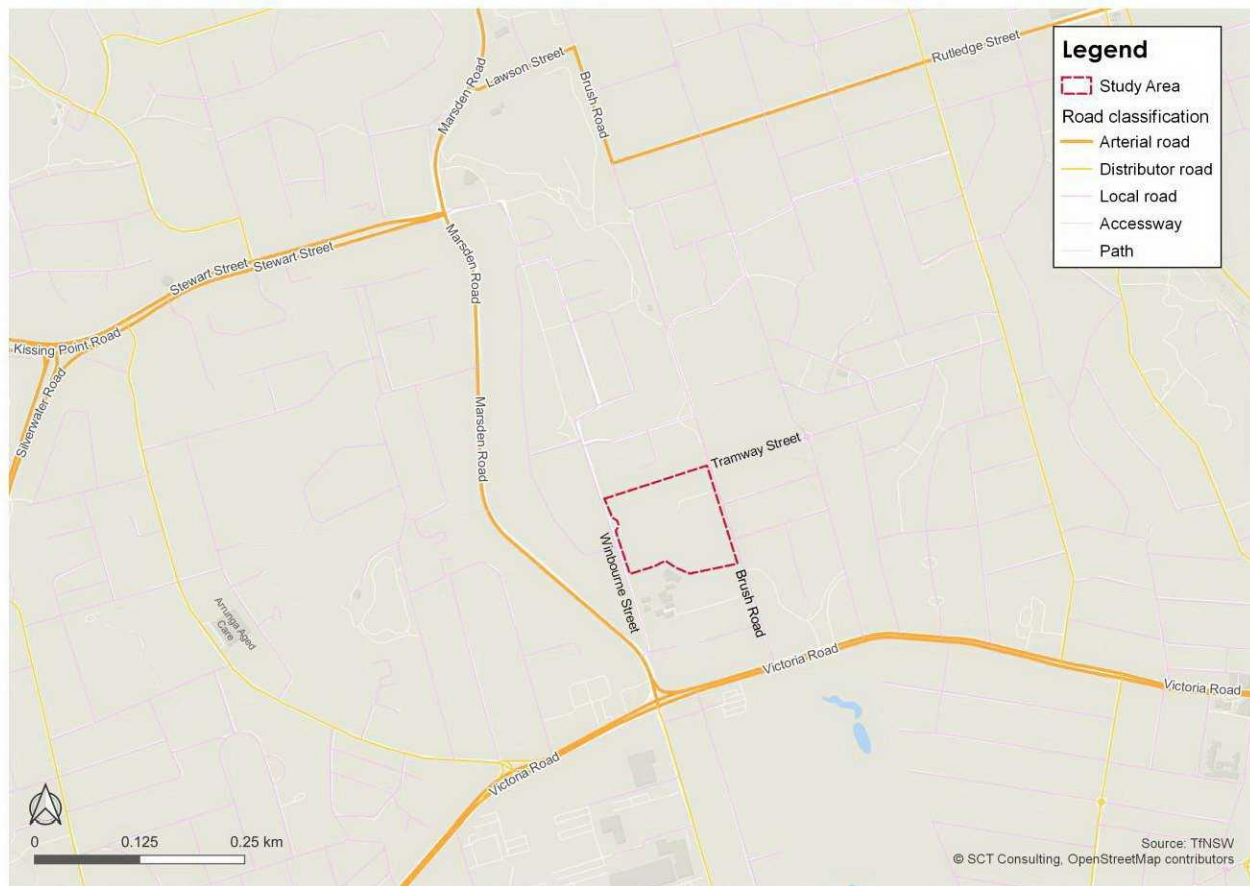 Legend
Study Area
Road classification
Arterial road
Distributor road
Local road
Accessway
Path
Rutledge Street
Lawson Street
Marsden Road
Brush Road
Marsden Road
Stewart Street
Stewart Street
Kissing Point Road
Silverwater Road
Marsden Road
Tramway Street
Winbourne Street
Brush Road
Arrunga Aged
Care
Victoria Road
Victoria Road
Victoria Road
0 0.125 0.25 km
Source: TfNSW
© SCT Consulting, OpenStreetMap contributors